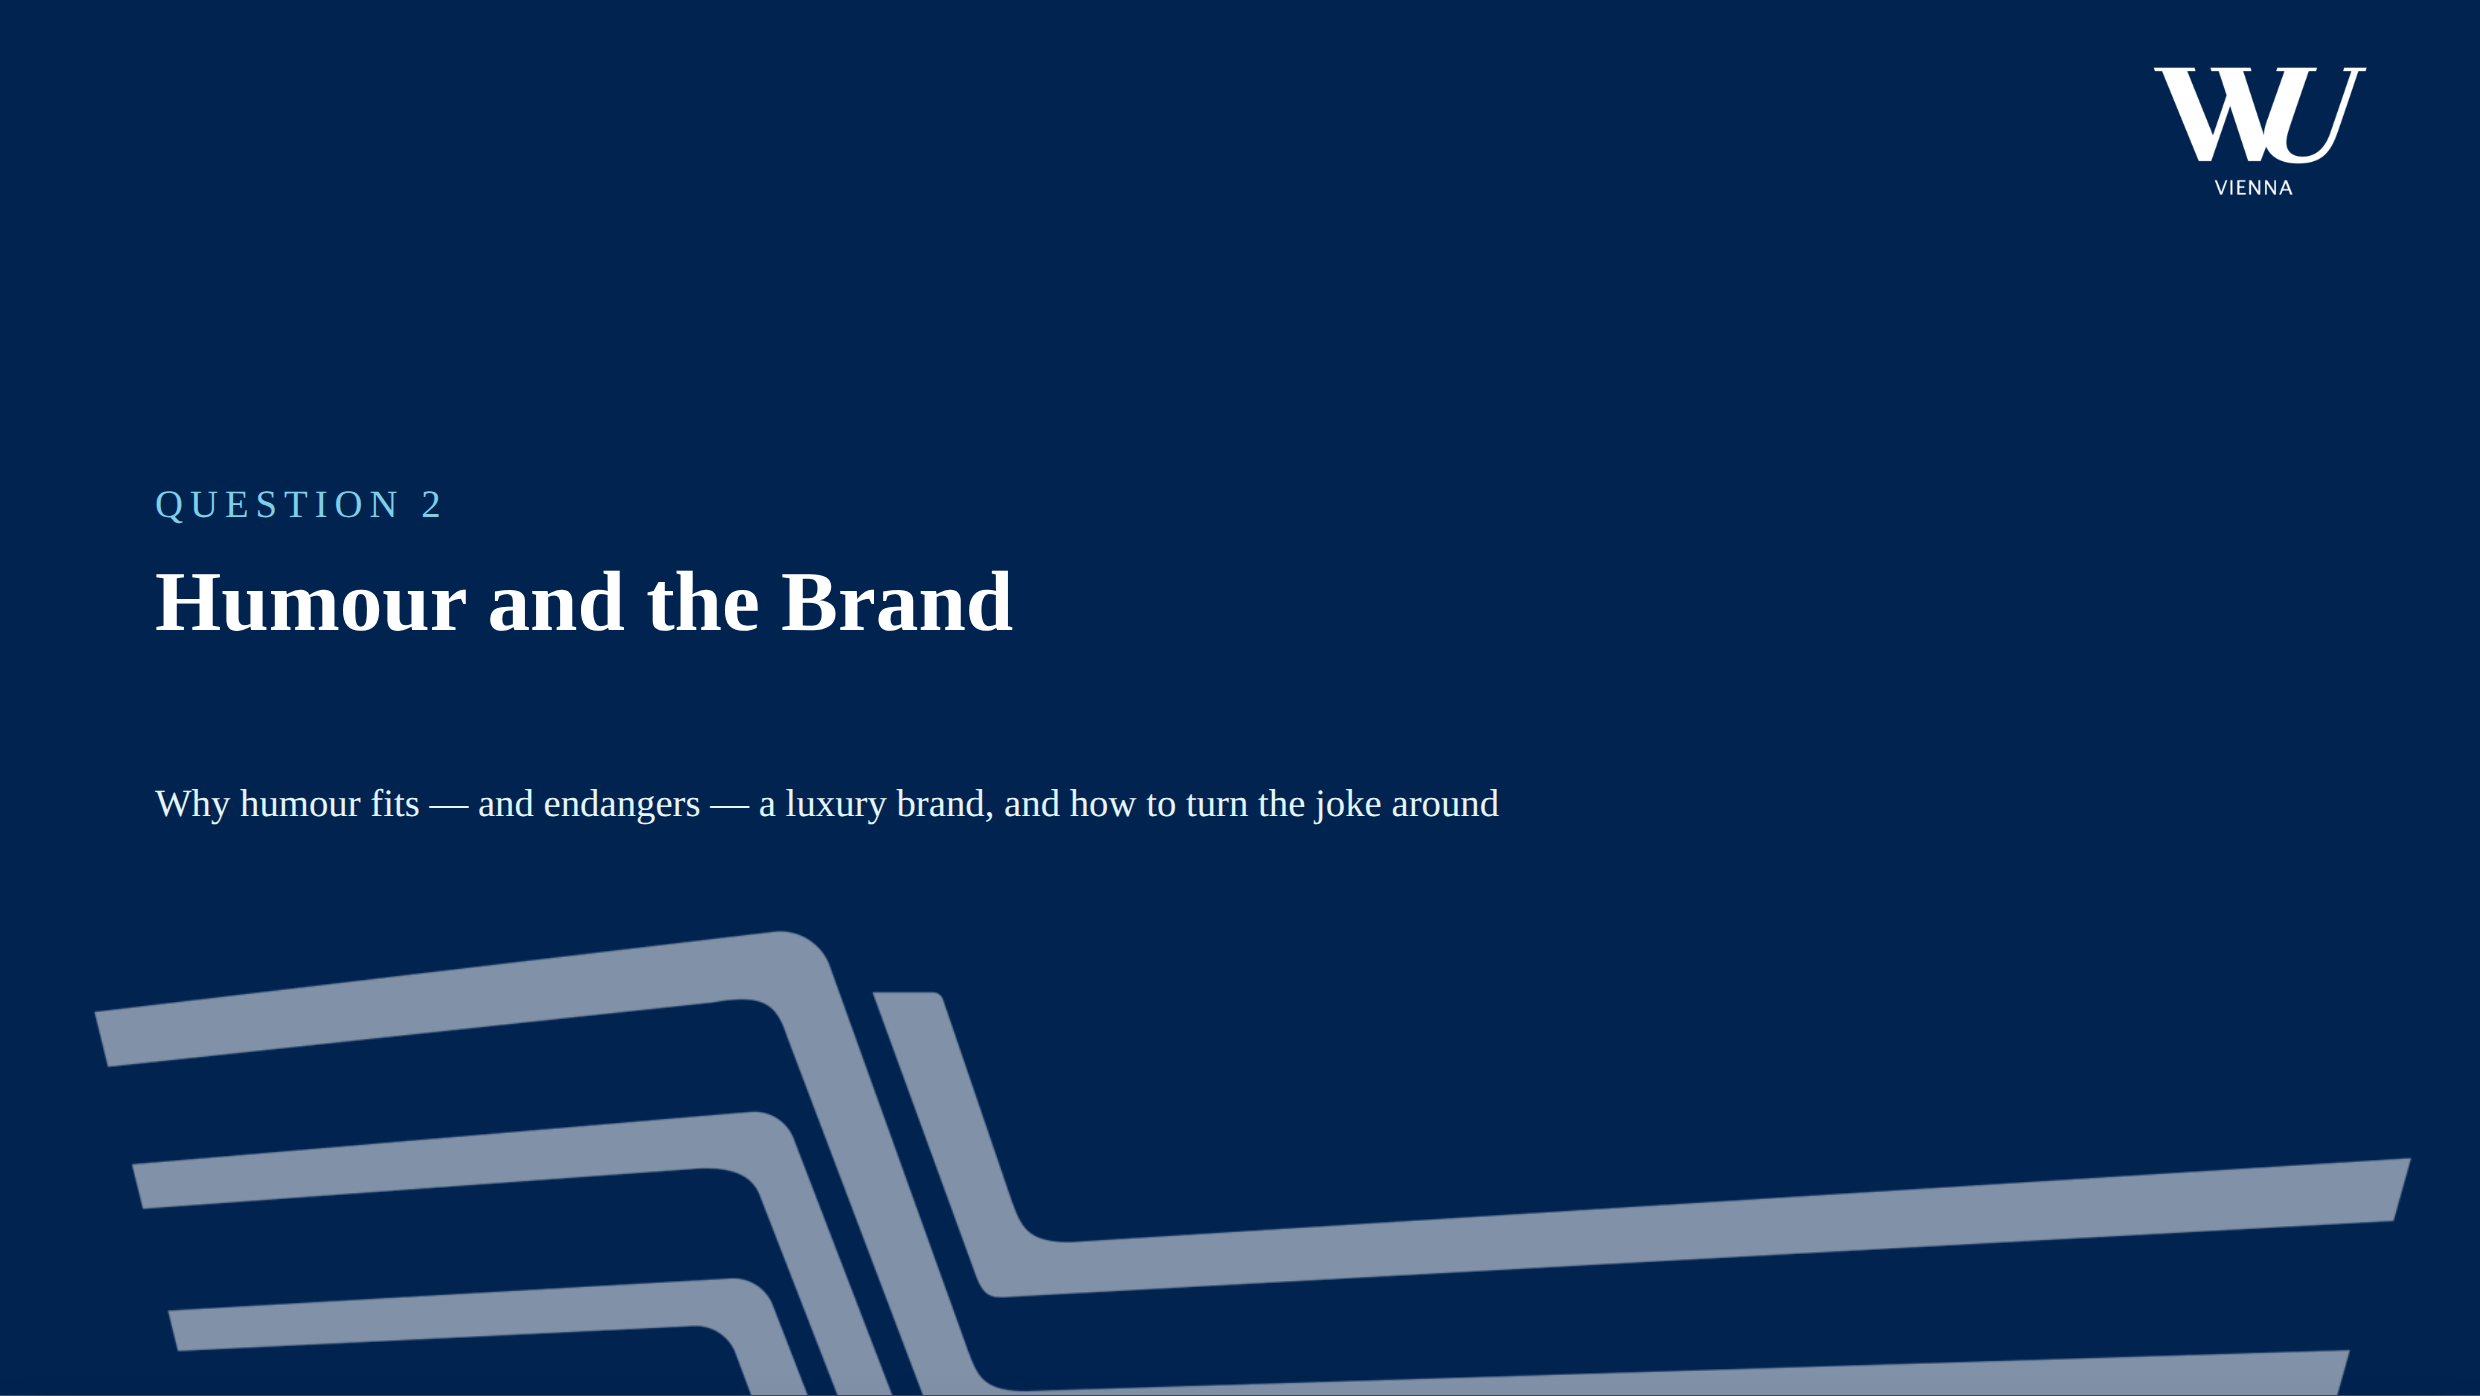 WU
VIENNA
QUESTION 2
Humour and the Brand
Why humour fits — and endangers — a luxury brand, and how to turn the joke around